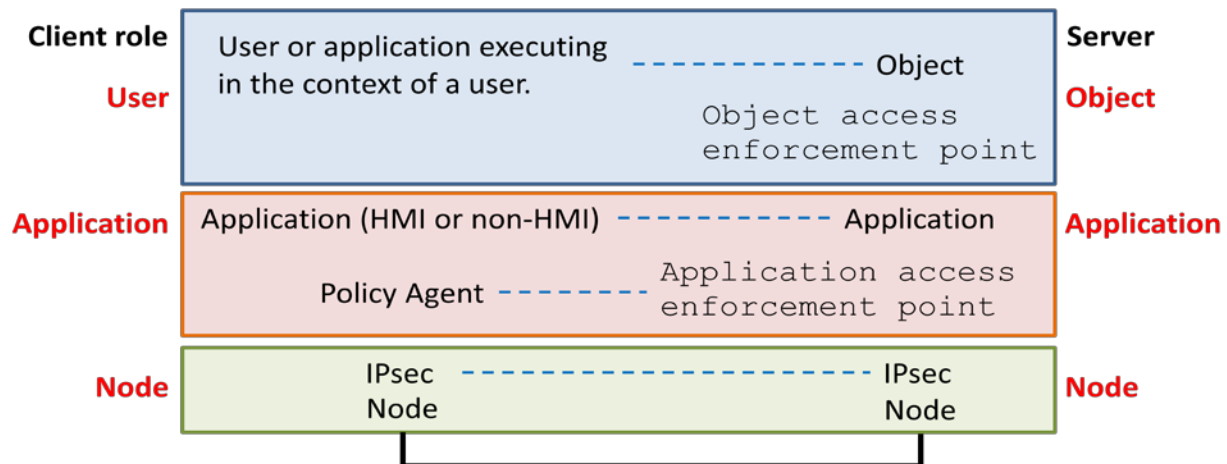 Client role
Server
User or application executing
in the context of a user.
Object
User
Object
Object access
enforcement point
Application
Application (HMI or non-HMI)
Application
Application
Application access
enforcement point
Policy Agent
Node
IPsec
Node
IPsec
Node
Node